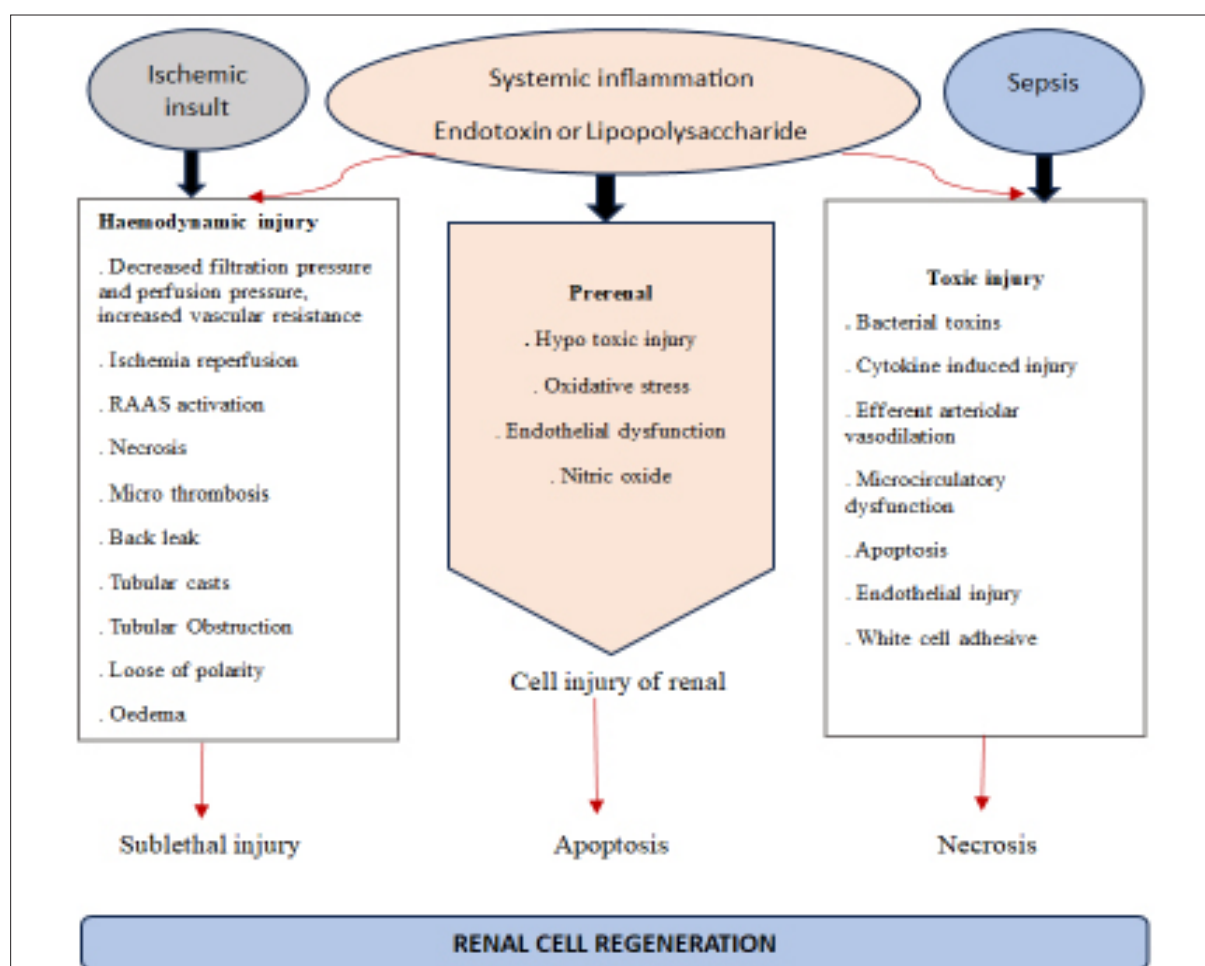 Ischemic
insult
Systemic inflammation
Endotoxin or Lipopolysaccharide
Sepsis
Haemodynamic injury
. Decreased filtration pressure
and perfusion pressure,
increased vascular resistance
. Ischemia reperfusion
. RAAS activation
. Necrosis
. Micro thrombosis
. Back leak
. Tubular casts
. Tubular Obstruction
. Loose of polarity
. Oedema
Prerenal
. Hypo toxic injury
. Oxidative stress
. Endothelial dysfunction
. Nitric oxide
Toxic injury
. Bacterial toxins
. Cytokine induced injury
. Efferent arteriolar
vasodilation
. Microcirculatory
dysfunction
. Apoptosis
. Endothelial injury
. White cell adhesive
Cell injury of renal
Sublethal injury
Apoptosis
Necrosis
RENAL CELL REGENERATION